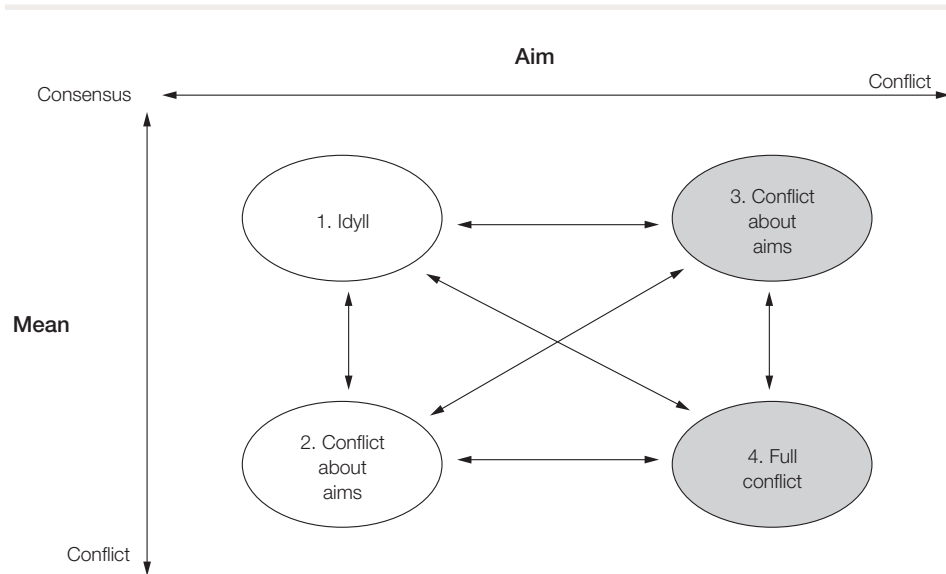 Aim
Conflict
Consensus
1. Idyll
3. Conflict
about
aims
Mean
2. Conflict
about
aims
4. Full
conflict
Conflict